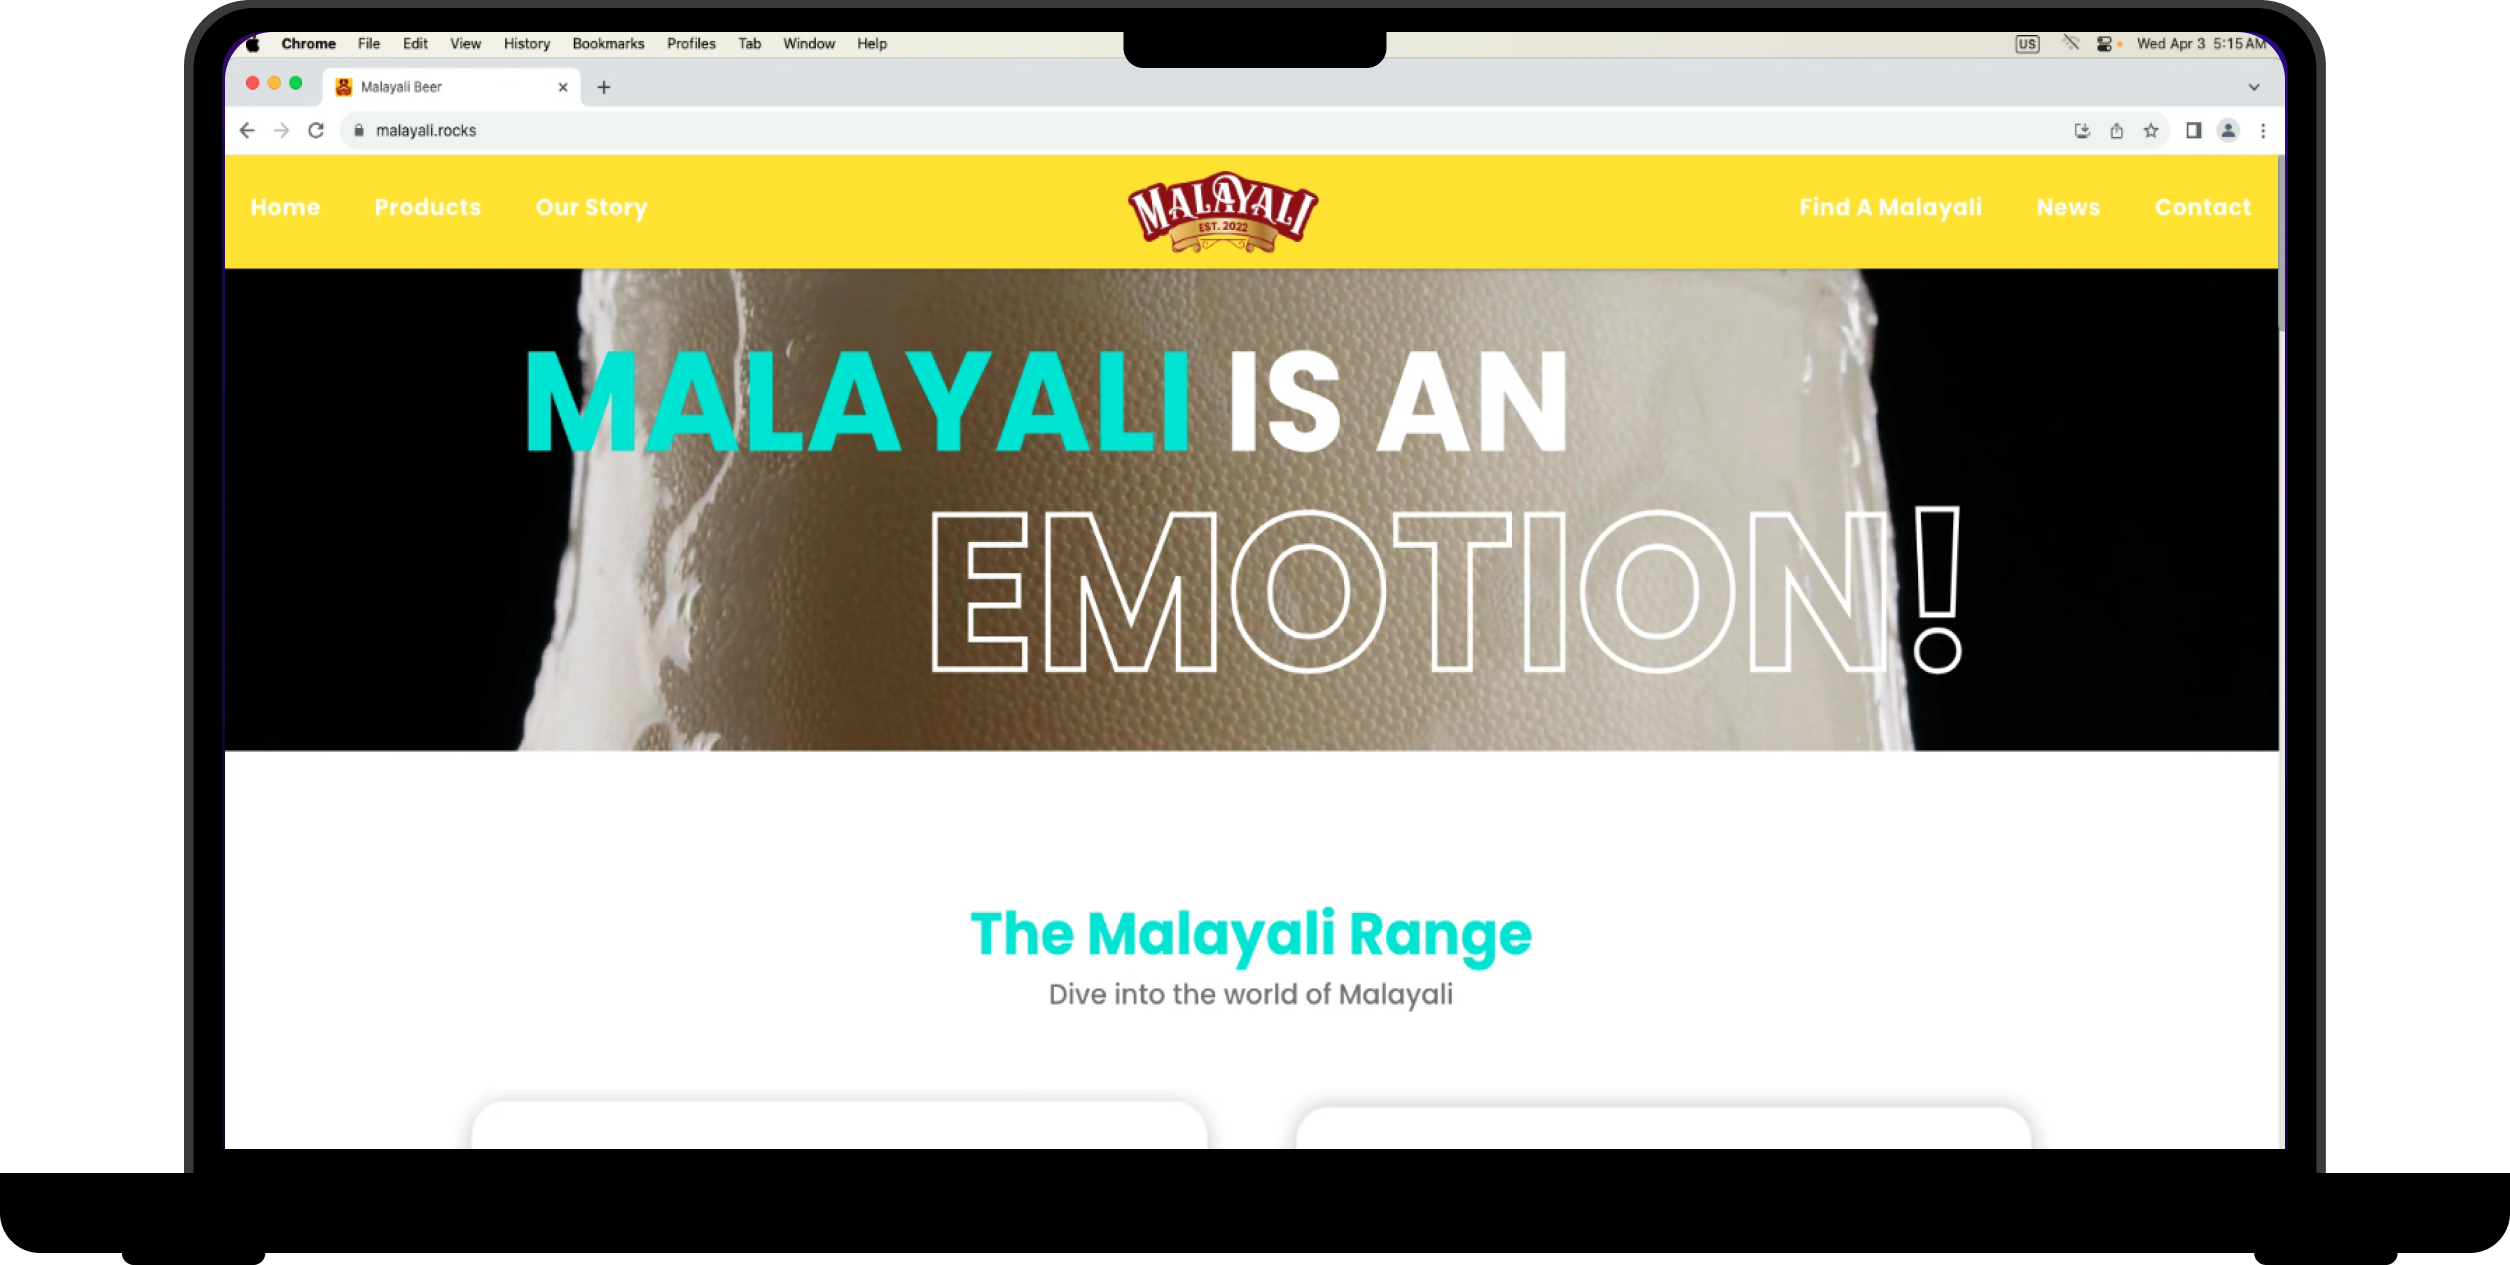 Chrome File Edit View History Bookmarks Profiles Tab Window Help US Wed Apr 3 5:15 AM
Malayali Beer
malayali.rocks
Home Products Our Story MALAYALI Find A Malayali News Contact
EST. 2022
MALAYALI IS AN
EMOTION!
The Malayali Range
Dive into the world of Malayali